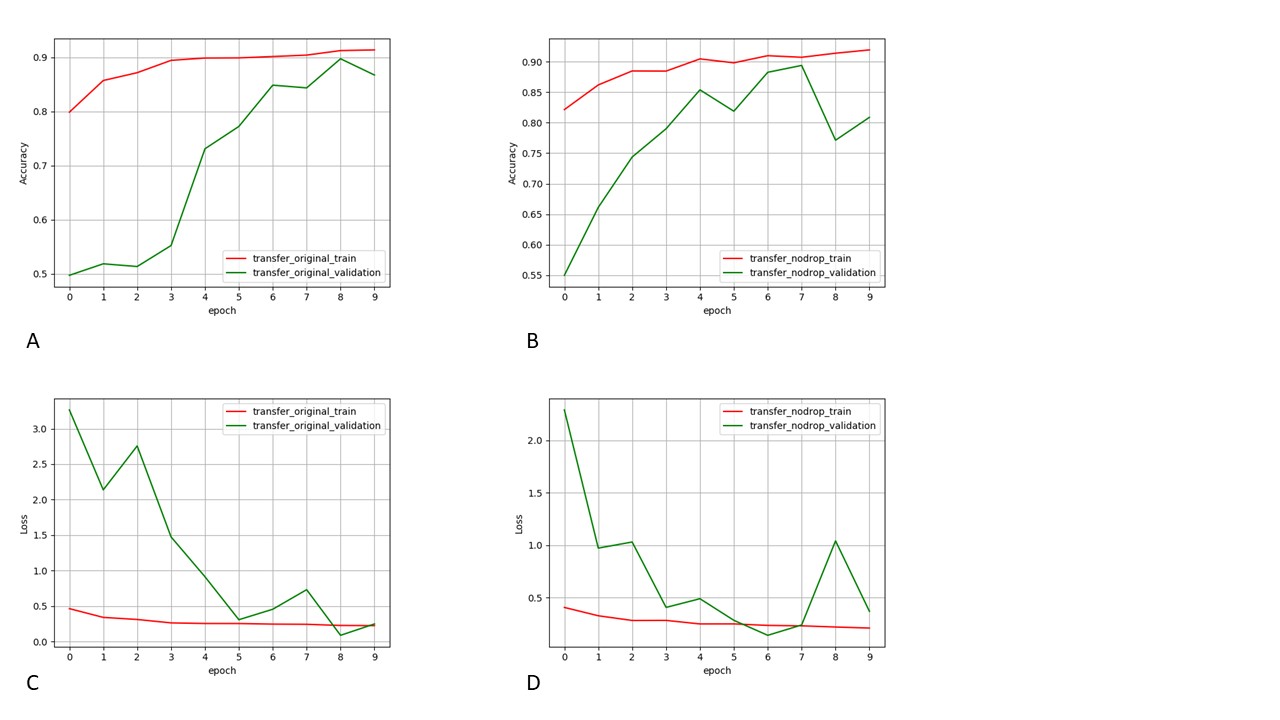 0.9
0.8
0.7
0.6
0.5
Accuracy
transfer_original_train
transfer_original_validation
0 1 2 3 4 5 6 7 8 9
epoch
A
0.90
0.85
0.80
0.75
0.70
0.65
0.60
0.55
Accuracy
transfer_nodrop_train
transfer_nodrop_validation
0 1 2 3 4 5 6 7 8 9
epoch
B
transfer_original_train
transfer_original_validation
3.0
2.5
2.0
1.5
1.0
0.5
0.0
Loss
0 1 2 3 4 5 6 7 8 9
epoch
C
transfer_nodrop_train
transfer_nodrop_validation
2.0
1.5
1.0
0.5
Loss
0 1 2 3 4 5 6 7 8 9
epoch
D